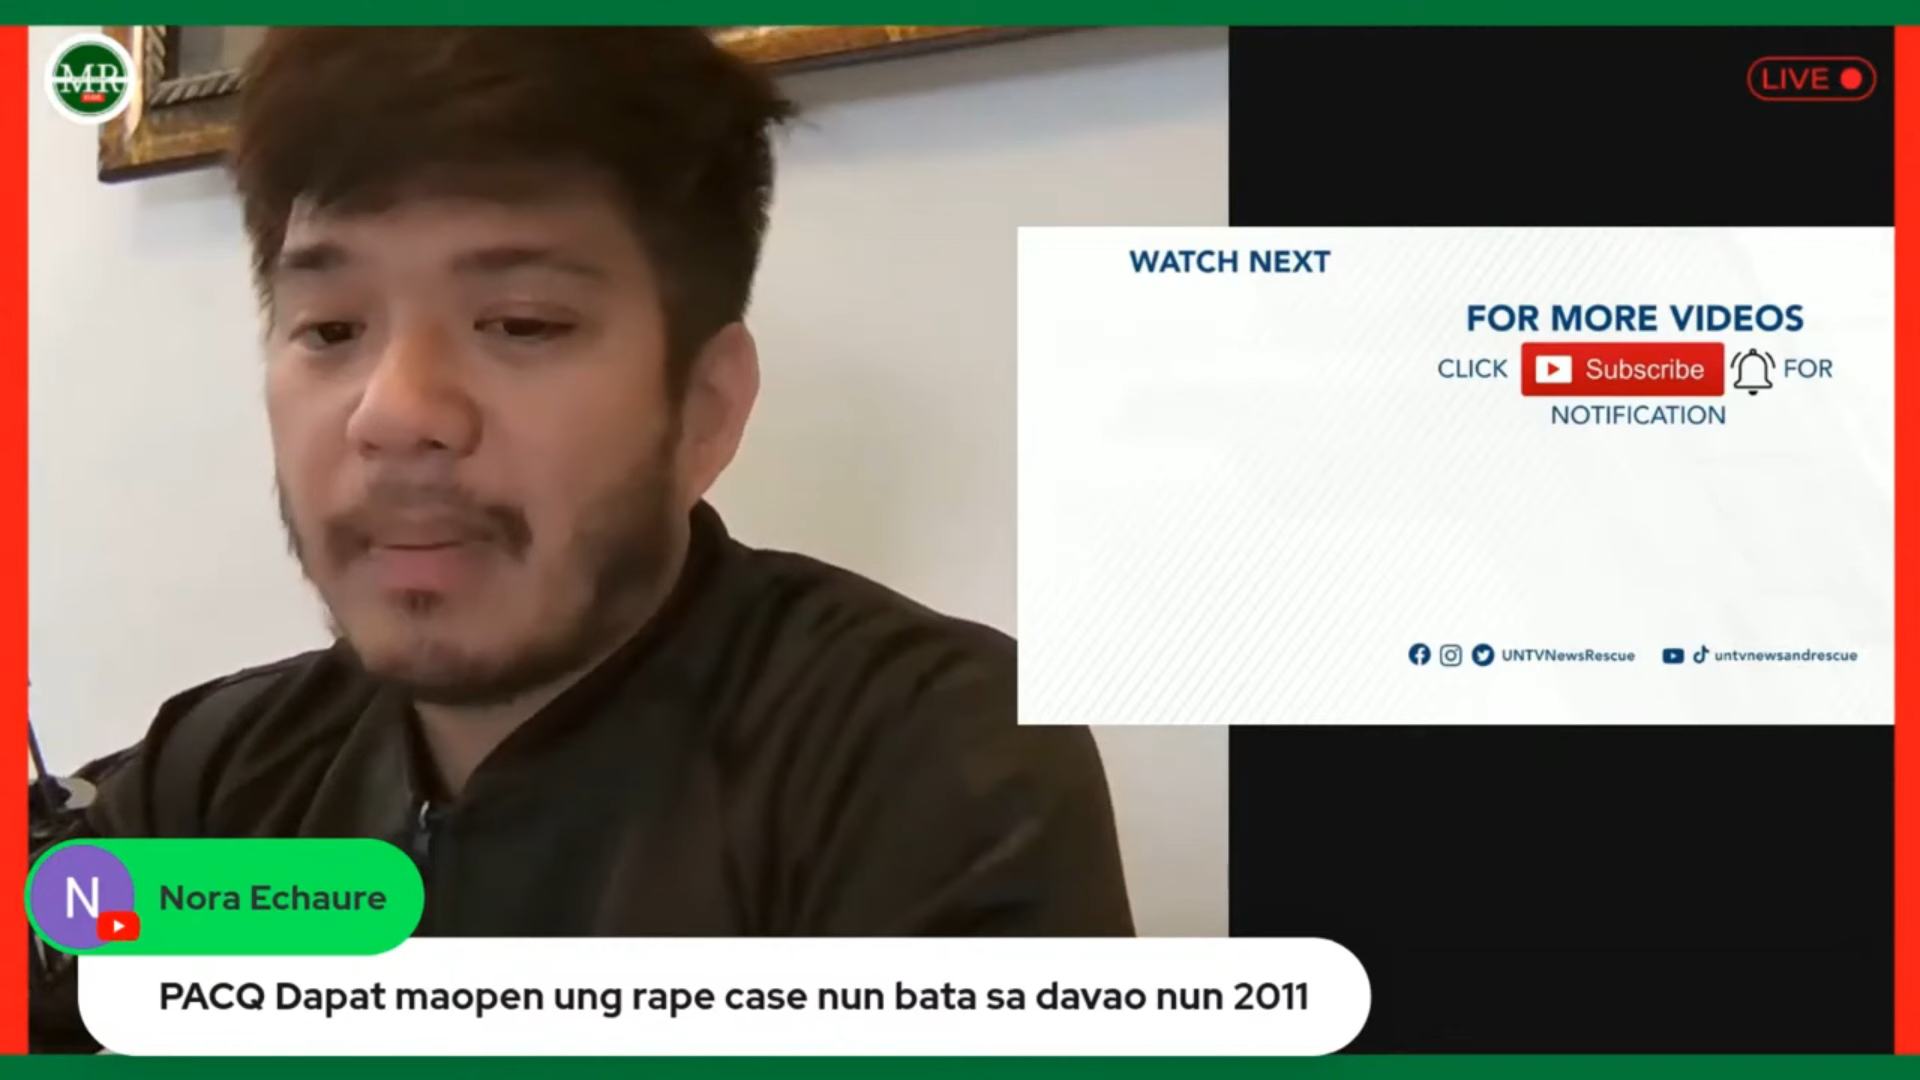 MR
LIVE
WATCH NEXT
FOR MORE VIDEOS
CLICK Subscribe FOR
NOTIFICATION
UNTVNewsRescue untvnewsandrescue
N
Nora Echaure
PACQ Dapat maopen ung rape case nun bata sa davao nun 2011